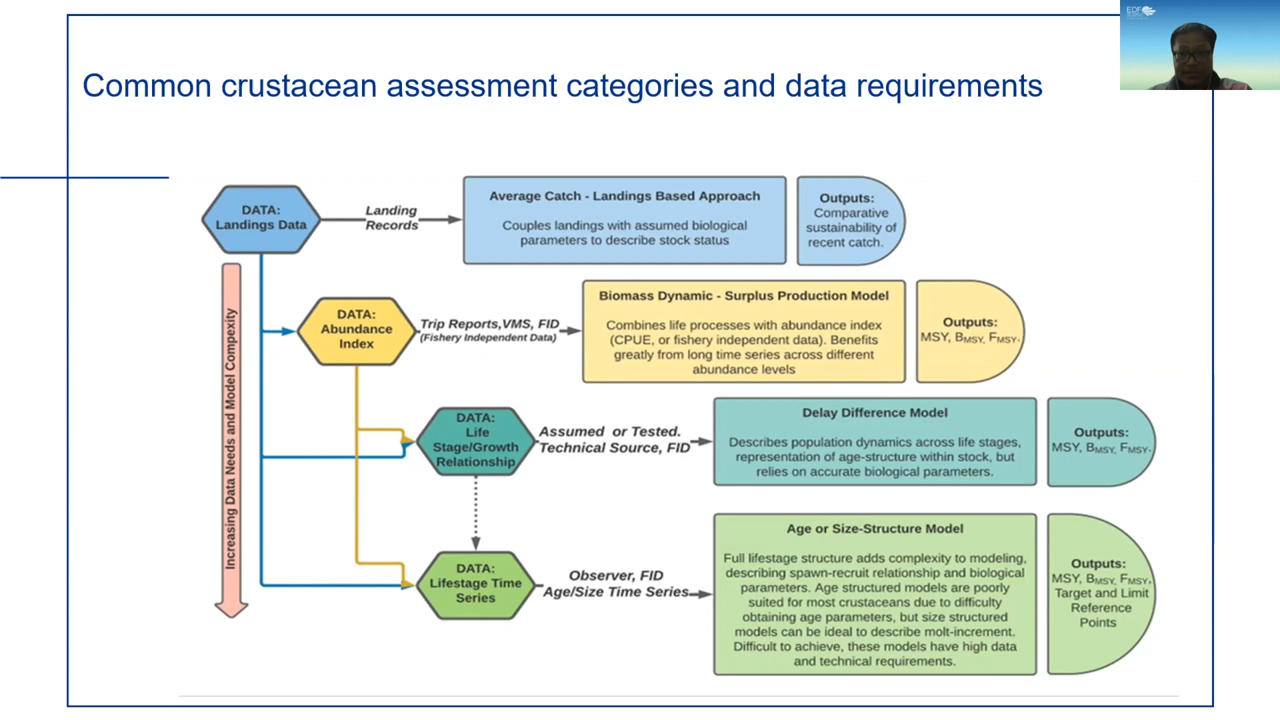 EDF
Common crustacean assessment categories and data requirements
DATA:
Landings Data
Landing
Records
Average Catch - Landings Based Approach
Couples landings with assumed biological
parameters to describe stock status
Outputs:
Comparative
sustainability of
recent catch.
Increasing Data Needs and Model Compexity
DATA:
Abundance
Index
Trip Reports,VMS, FID
(Fishery Independent Data)
Biomass Dynamic - Surplus Production Model
Combines life processes with abundance index
(CPUE, or fishery independent data). Benefits
greatly from long time series across different
abundance levels
Outputs:
MSY, BMSY, FMSY.
DATA:
Life
Stage/Growth
Relationship
Assumed or Tested.
Technical Source, FID
Delay Difference Model
Describes population dynamics across life stages,
representation of age-structure within stock, but
relies on accurate biological parameters.
Outputs:
MSY, BMSY, FMSY.
DATA:
Lifestage Time
Series
Observer, FID
Age/Size Time Series
Age or Size-Structure Model
Full lifestage structure adds complexity to modeling,
describing spawn-recruit relationship and biological
parameters. Age structured models are poorly
suited for most crustaceans due to difficulty
obtaining age parameters, but size structured
models can be ideal to describe molt-increment.
Difficult to achieve, these models have high data
and technical requirements.
Outputs:
MSY, BMSY, FMSY,
Target and Limit
Reference
Points